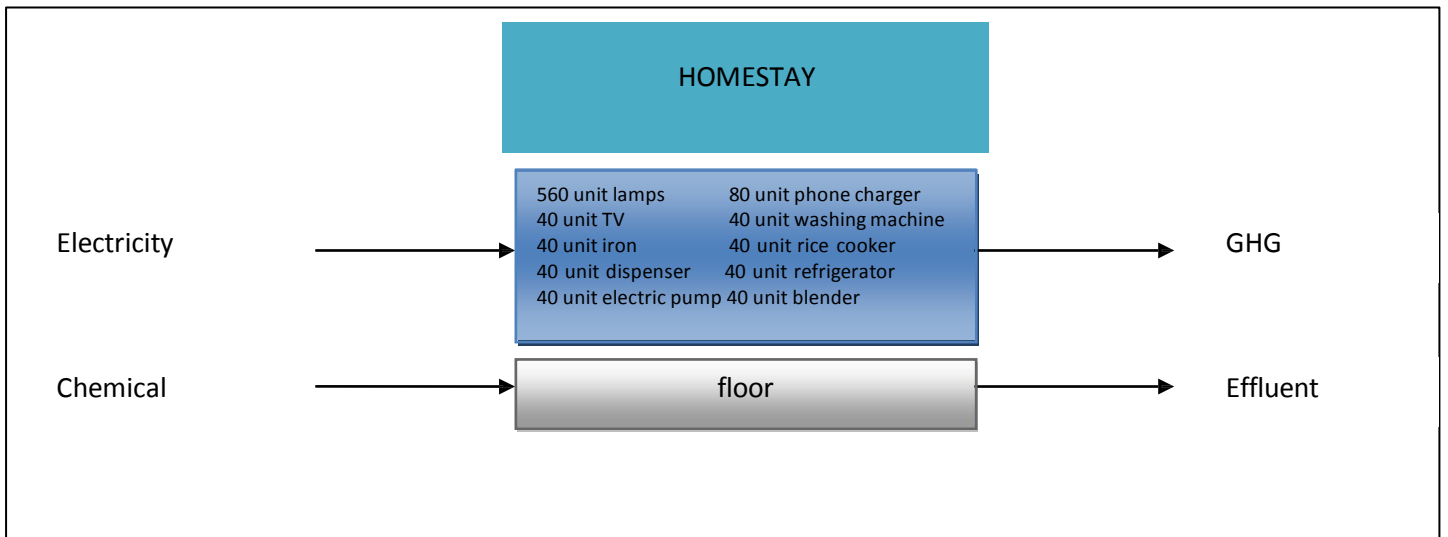 HOMESTAY
560 unit lamps 80 unit phone charger
40 unit TV 40 unit washing machine
40 unit iron 40 unit rice cooker
40 unit dispenser 40 unit refrigerator
40 unit electric pump 40 unit blender
Electricity
GHG
Chemical
floor
Effluent